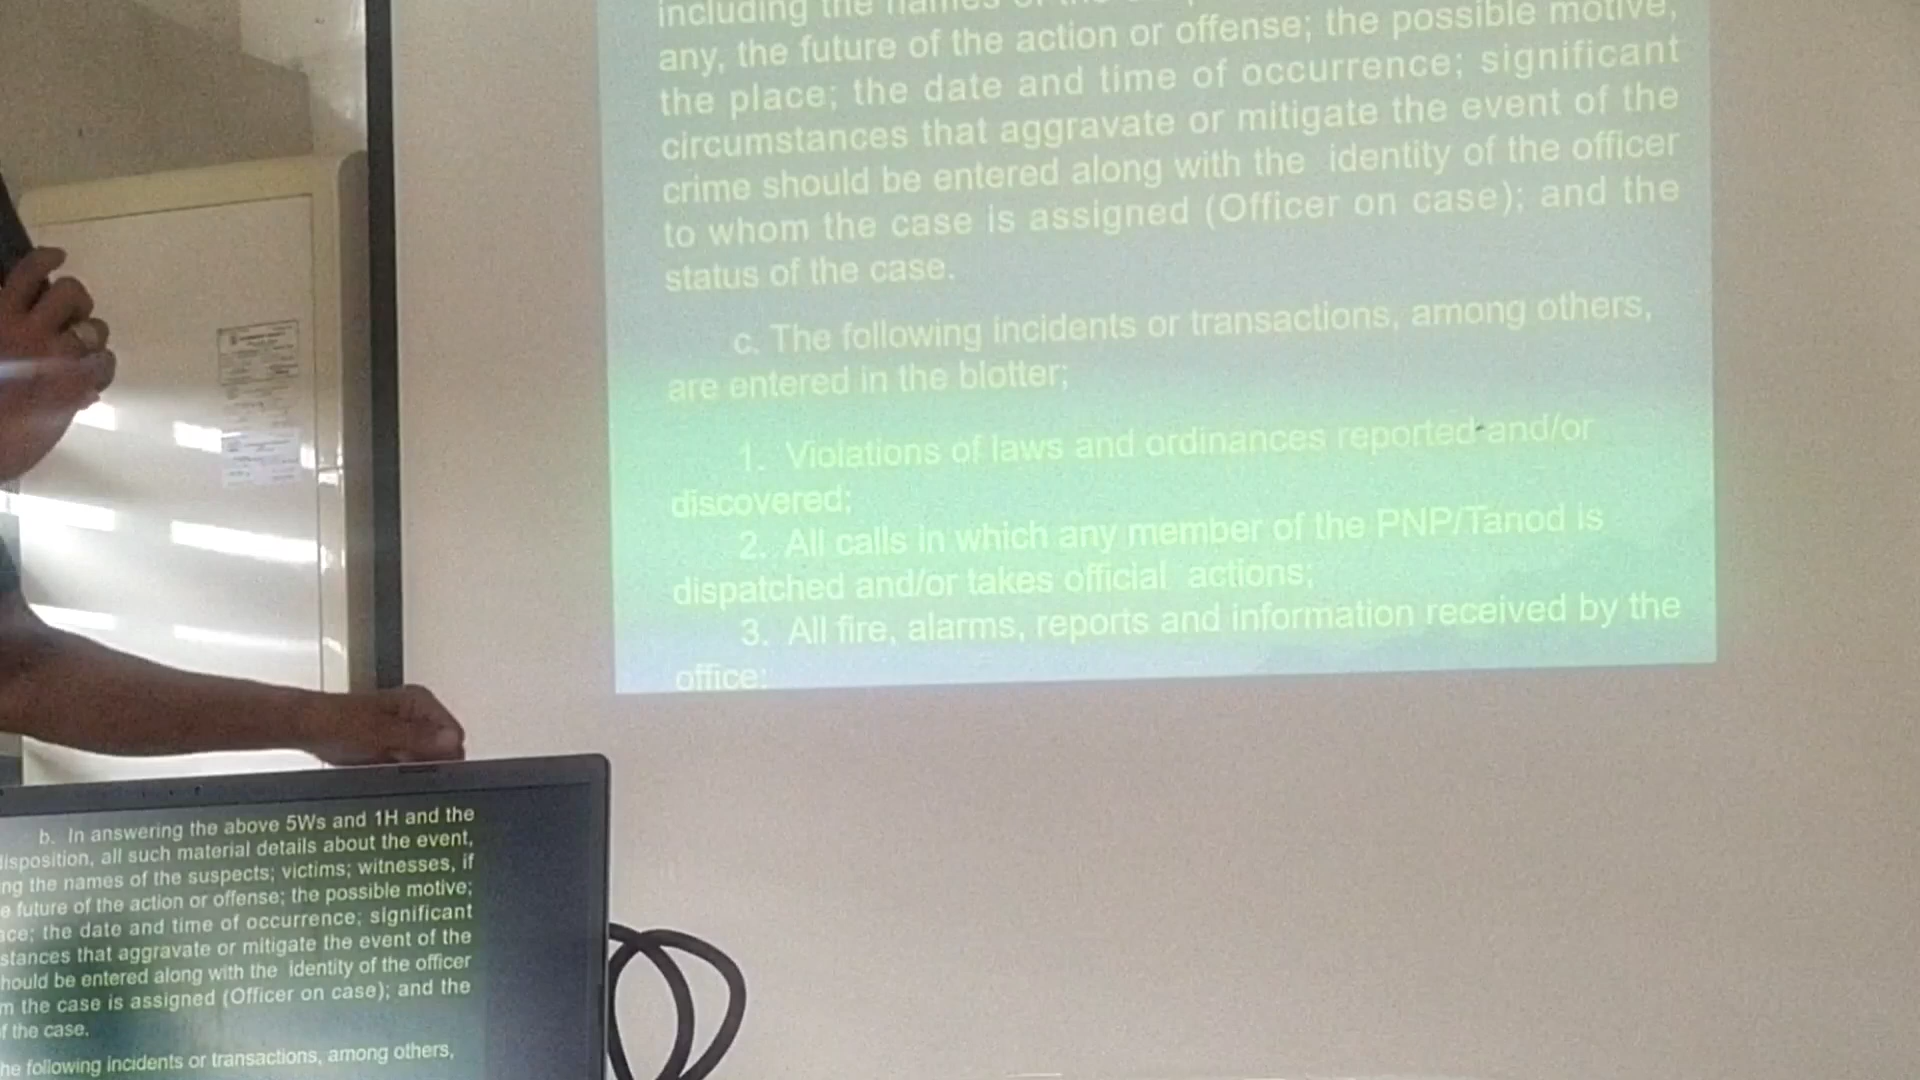 including the names of the
any, the future of the action or offense; the possible motive;
the place; the date and time of occurrence; significant
circumstances that aggravate or mitigate the event of the
crime should be entered along with the identity of the officer
to whom the case is assigned (Officer on case); and the
status of the case.
c. The following incidents or transactions, among others,
are entered in the blotter;
1. Violations of laws and ordinances reported and/or
discovered;
2. All calls in which any member of the PNP/Tanod is
dispatched and/or takes official actions;
3. All fire, alarms, reports and information received by the
office;
b. In answering the above 5Ws and 1H and the
disposition, all such material details about the event,
ng the names of the suspects; victims; witnesses, if
e future of the action or offense; the possible motive;
ace; the date and time of occurrence; significant
stances that aggravate or mitigate the event of the
hould be entered along with the identity of the officer
m the case is assigned (Officer on case); and the
f the case.
he following incidents or transactions, among others,